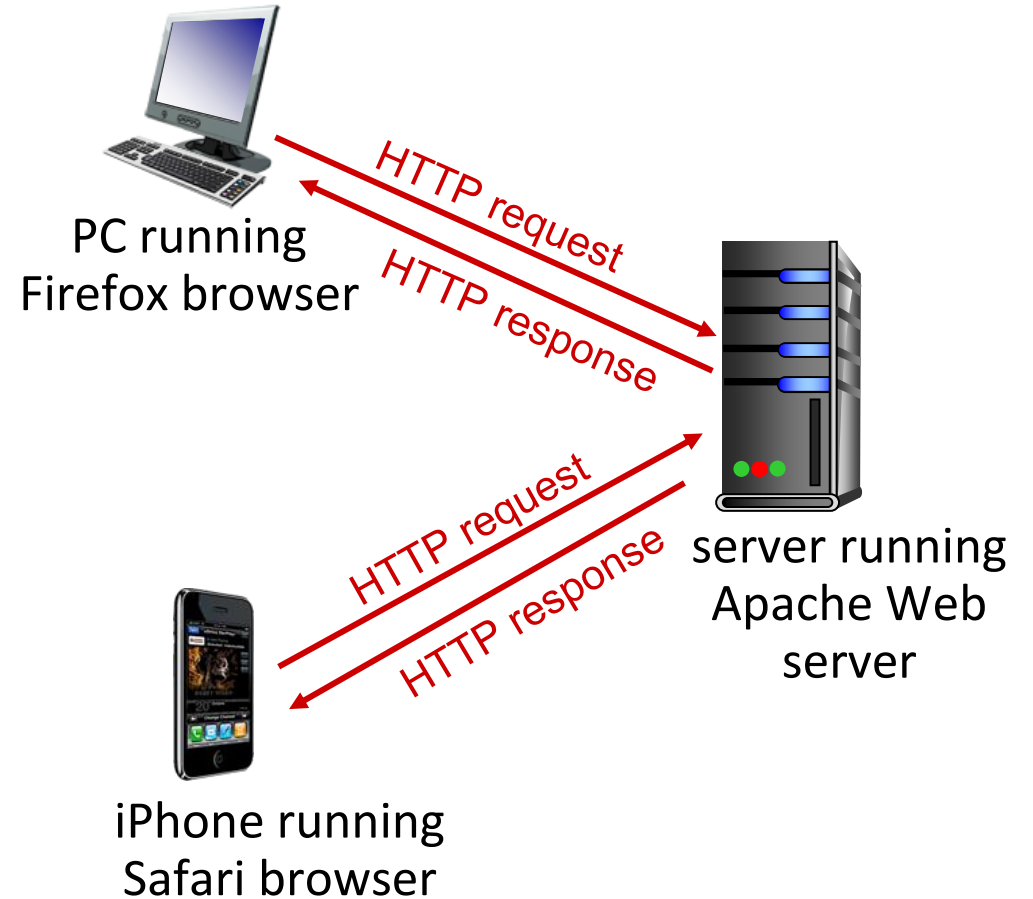 HTTP request
HTTP response
PC running
Firefox browser
HTTP request
HTTP response
server running
Apache Web
server
iPhone running
Safari browser